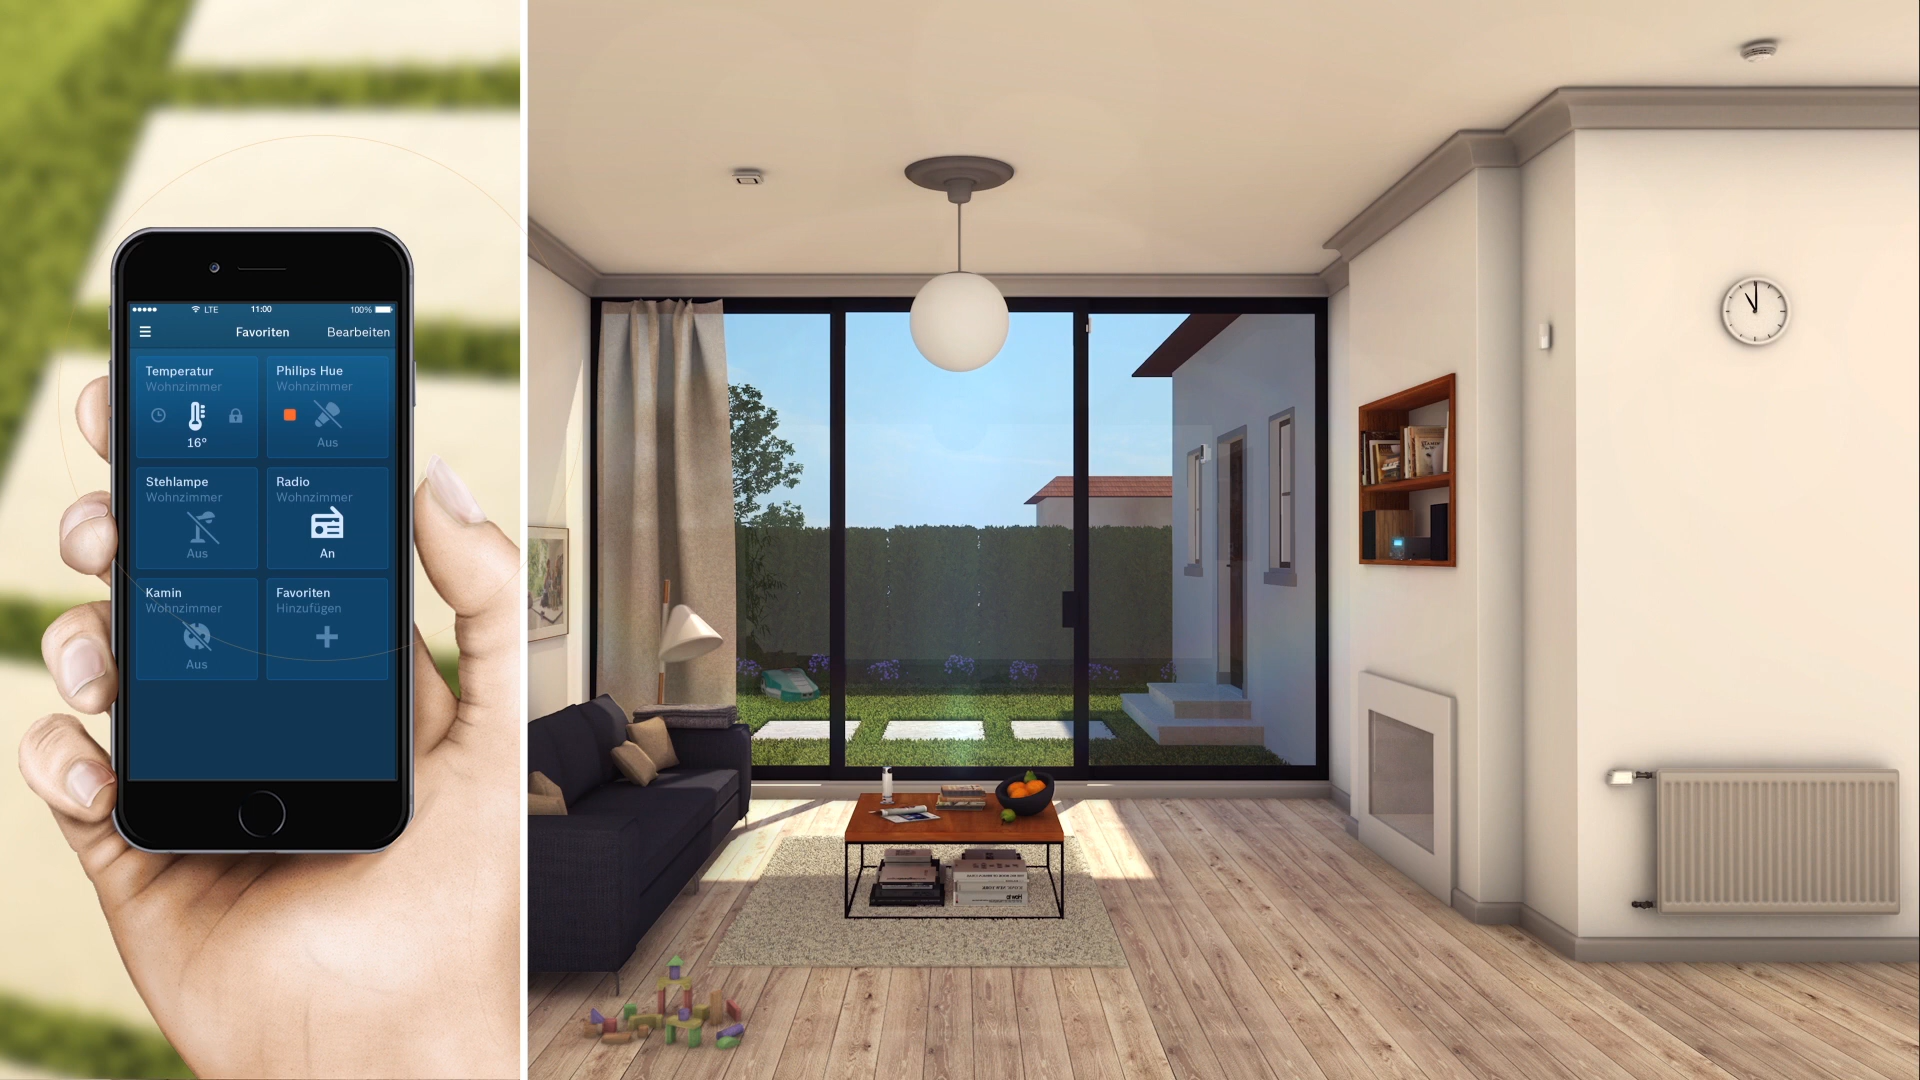 LTE 11:00 100%
Favoriten Bearbeiten
Temperatur
Wohnzimmer
16°
Philips Hue
Wohnzimmer
Aus
Stehlampe
Wohnzimmer
Aus
Radio
Wohnzimmer
An
Kamin
Wohnzimmer
Aus
Favoriten
Hinzufügen